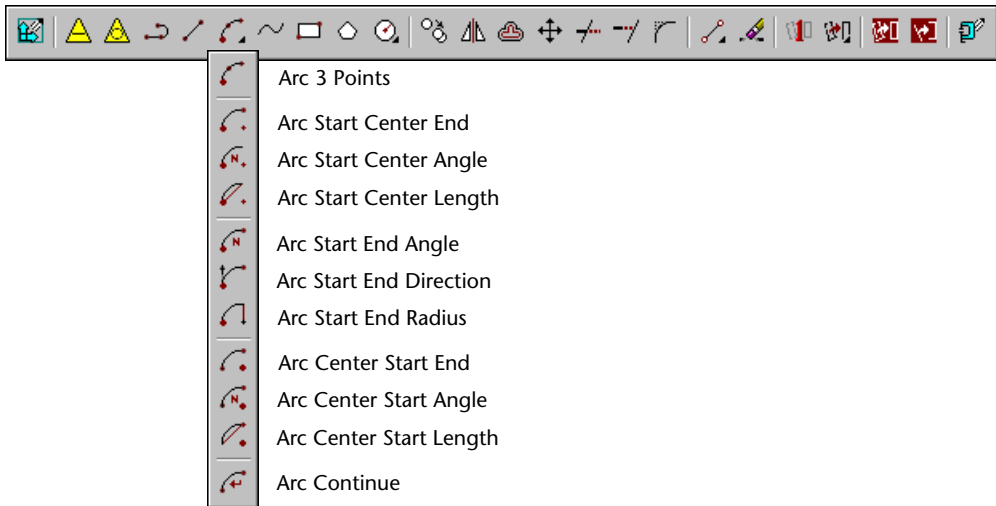 Arc 3 Points
Arc Start Center End
Arc Start Center Angle
Arc Start Center Length
Arc Start End Angle
Arc Start End Direction
Arc Start End Radius
Arc Center Start End
Arc Center Start Angle
Arc Center Start Length
Arc Continue